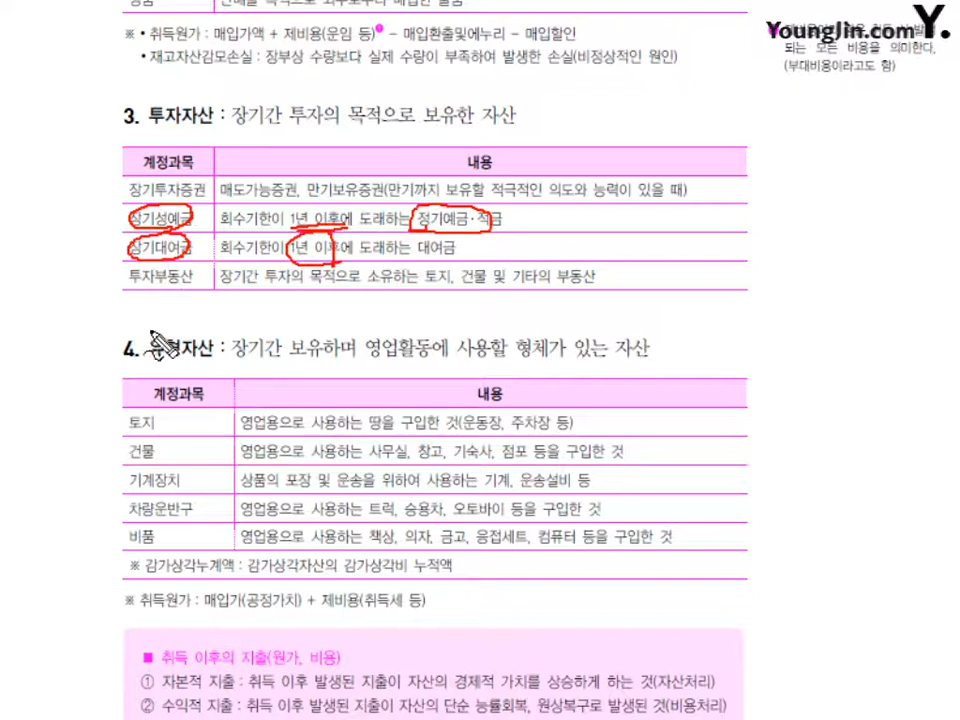 ※ • 취득원가 : 매입가액 + 제비용(운임 등) - 매입환출및에누리 - 매입할인
• 재고자산감모손실 : 장부상 수량보다 실제 수량이 부족하여 발생한 손실(비정상적인 원인)
Younglin.com Y.
되는 모든 비용을 의미한다.
(부대비용이라고도 함)
3. 투자자산 : 장기간 투자의 목적으로 보유한 자산
계정과목 내용
장기투자증권 매도가능증권, 만기보유증권(만기까지 보유할 적극적인 의도와 능력이 있을 때)
장기성예금 회수기한이 1년 이후에 도래하는 정기예금·적금
장기대여금 회수기한이 1년 이후에 도래하는 대여금
투자부동산 장기간 투자의 목적으로 소유하는 토지, 건물 및 기타의 부동산
4. 자산 : 장기간 보유하며 영업활동에 사용할 형체가 있는 자산
계정과목 내용
토지 영업용으로 사용하는 땅을 구입한 것(운동장, 주차장 등)
건물 영업용으로 사용하는 사무실, 창고, 기숙사, 점포 등을 구입한 것
기계장치 상품의 포장 및 운송을 위하여 사용하는 기계, 운송설비 등
차량운반구 영업용으로 사용하는 트럭, 승용차, 오토바이 등을 구입한 것
비품 영업용으로 사용하는 책상, 의자, 금고, 응접세트, 컴퓨터 등을 구입한 것
※ 감가상각누계액 : 감가상각자산의 감가상각비 누적액
※ 취득원가 : 매입가(공정가치) + 제비용(취득세 등)
■ 취득 이후의 지출(원가, 비용)
① 자본적 지출 : 취득 이후 발생된 지출이 자산의 경제적 가치를 상승하게 하는 것(자산처리)
② 수익적 지출 : 취득 이후 발생된 지출이 자산의 단순 능률회복, 원상복구로 발생된 것(비용처리)